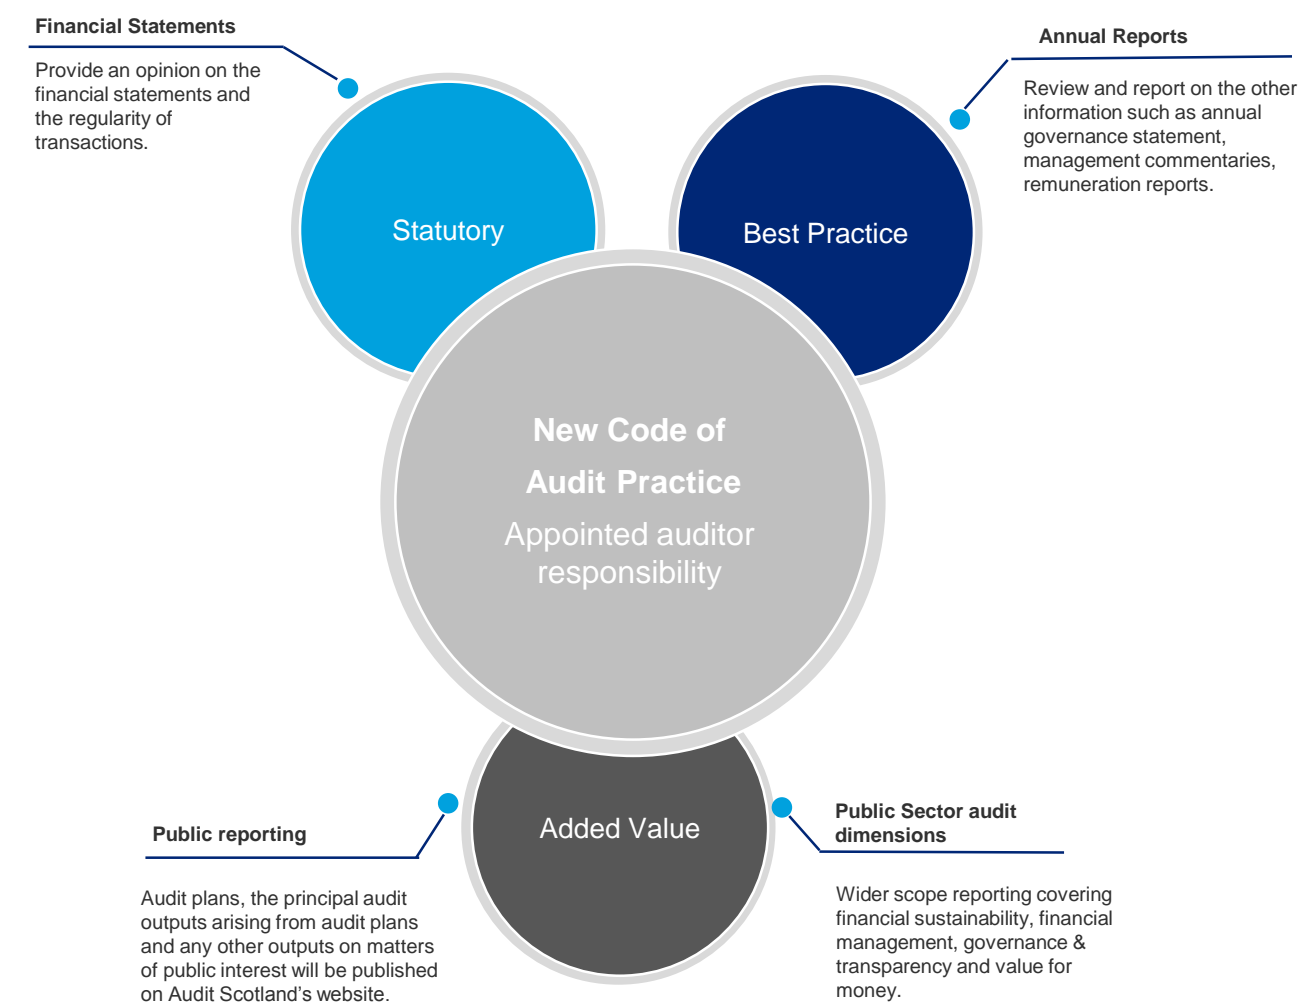 Financial Statements
Provide an opinion on the
financial statements and
the regularity of
transactions.
Annual Reports
Review and report on the other
information such as annual
governance statement,
management commentaries,
remuneration reports.
Statutory
Best Practice
New Code of
Audit Practice
Appointed auditor
responsibility
Added Value
Public reporting
Audit plans, the principal audit
outputs arising from audit plans
and any other outputs on matters
of public interest will be published
on Audit Scotland's website.
Public Sector audit
dimensions
Wider scope reporting covering
financial sustainability, financial
management, governance &
transparency and value for
money.